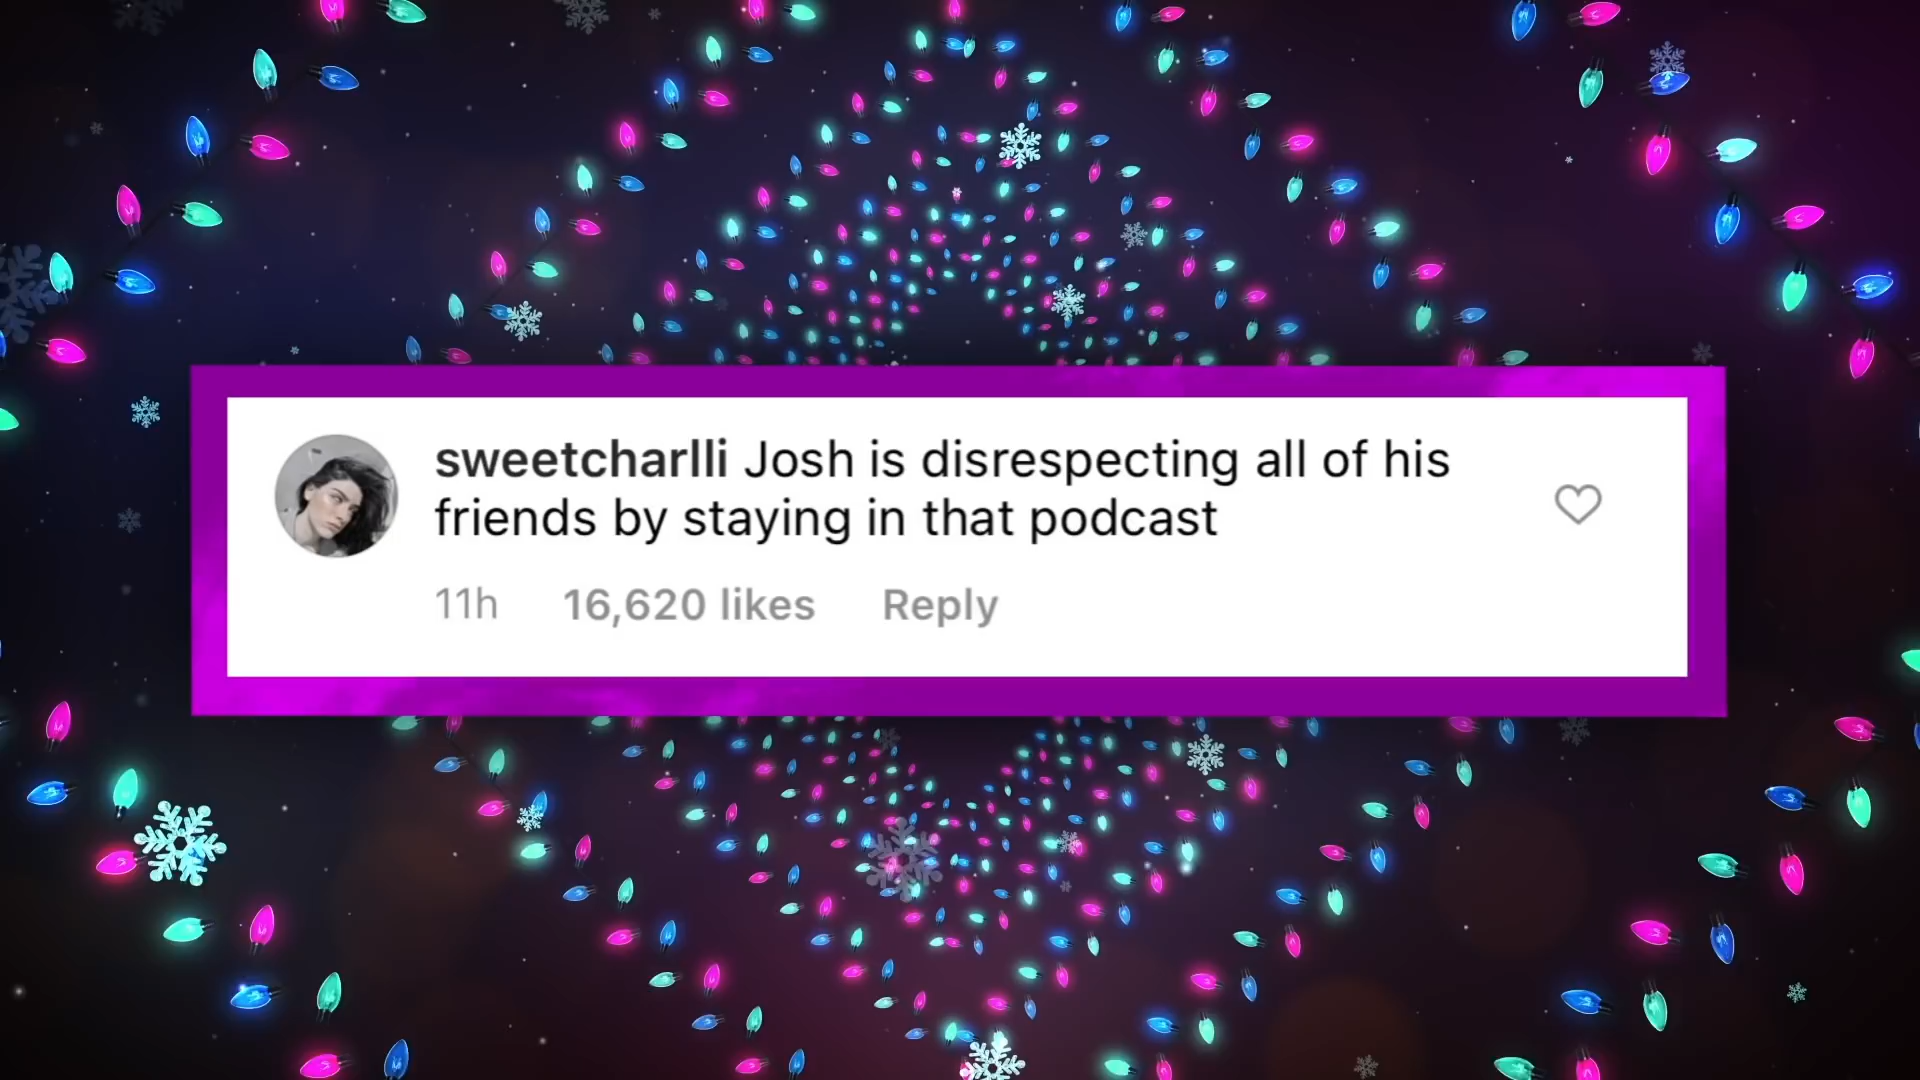 sweetcharlli Josh is disrespecting all of his
friends by staying in that podcast
11h 16,620 likes Reply